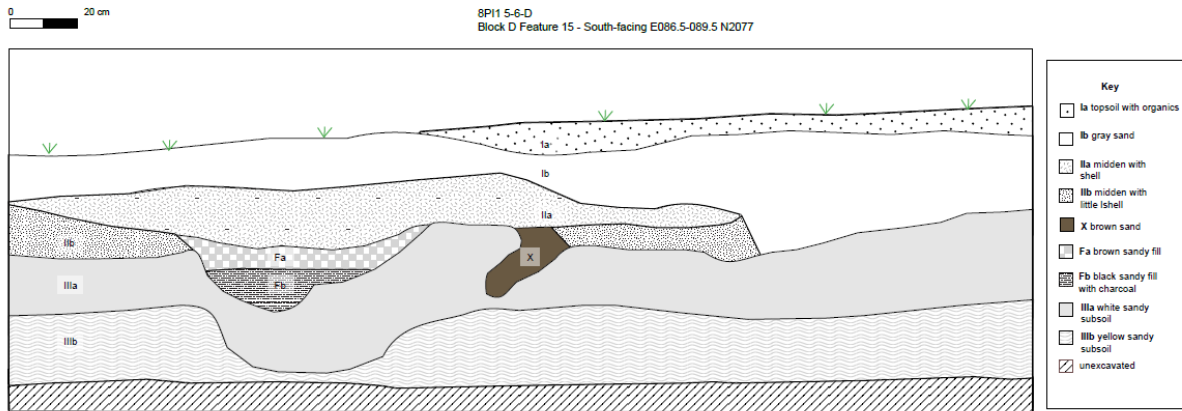 0 20 cm
8PI1 5-6-D
Block D Feature 15 - South-facing E086.5-089.5 N2077
Ia
Ib
IIa
IIb
Fa
X
Fb
IIIa
IIIb
Key
Ia topsoil with organics
Ib gray sand
IIa midden with
shell
IIb midden with
little lshell
X brown sand
Fa brown sandy fill
Fb black sandy fill
with charcoal
IIIa white sandy
subsoil
IIIb yellow sandy
subsoil
unexcavated